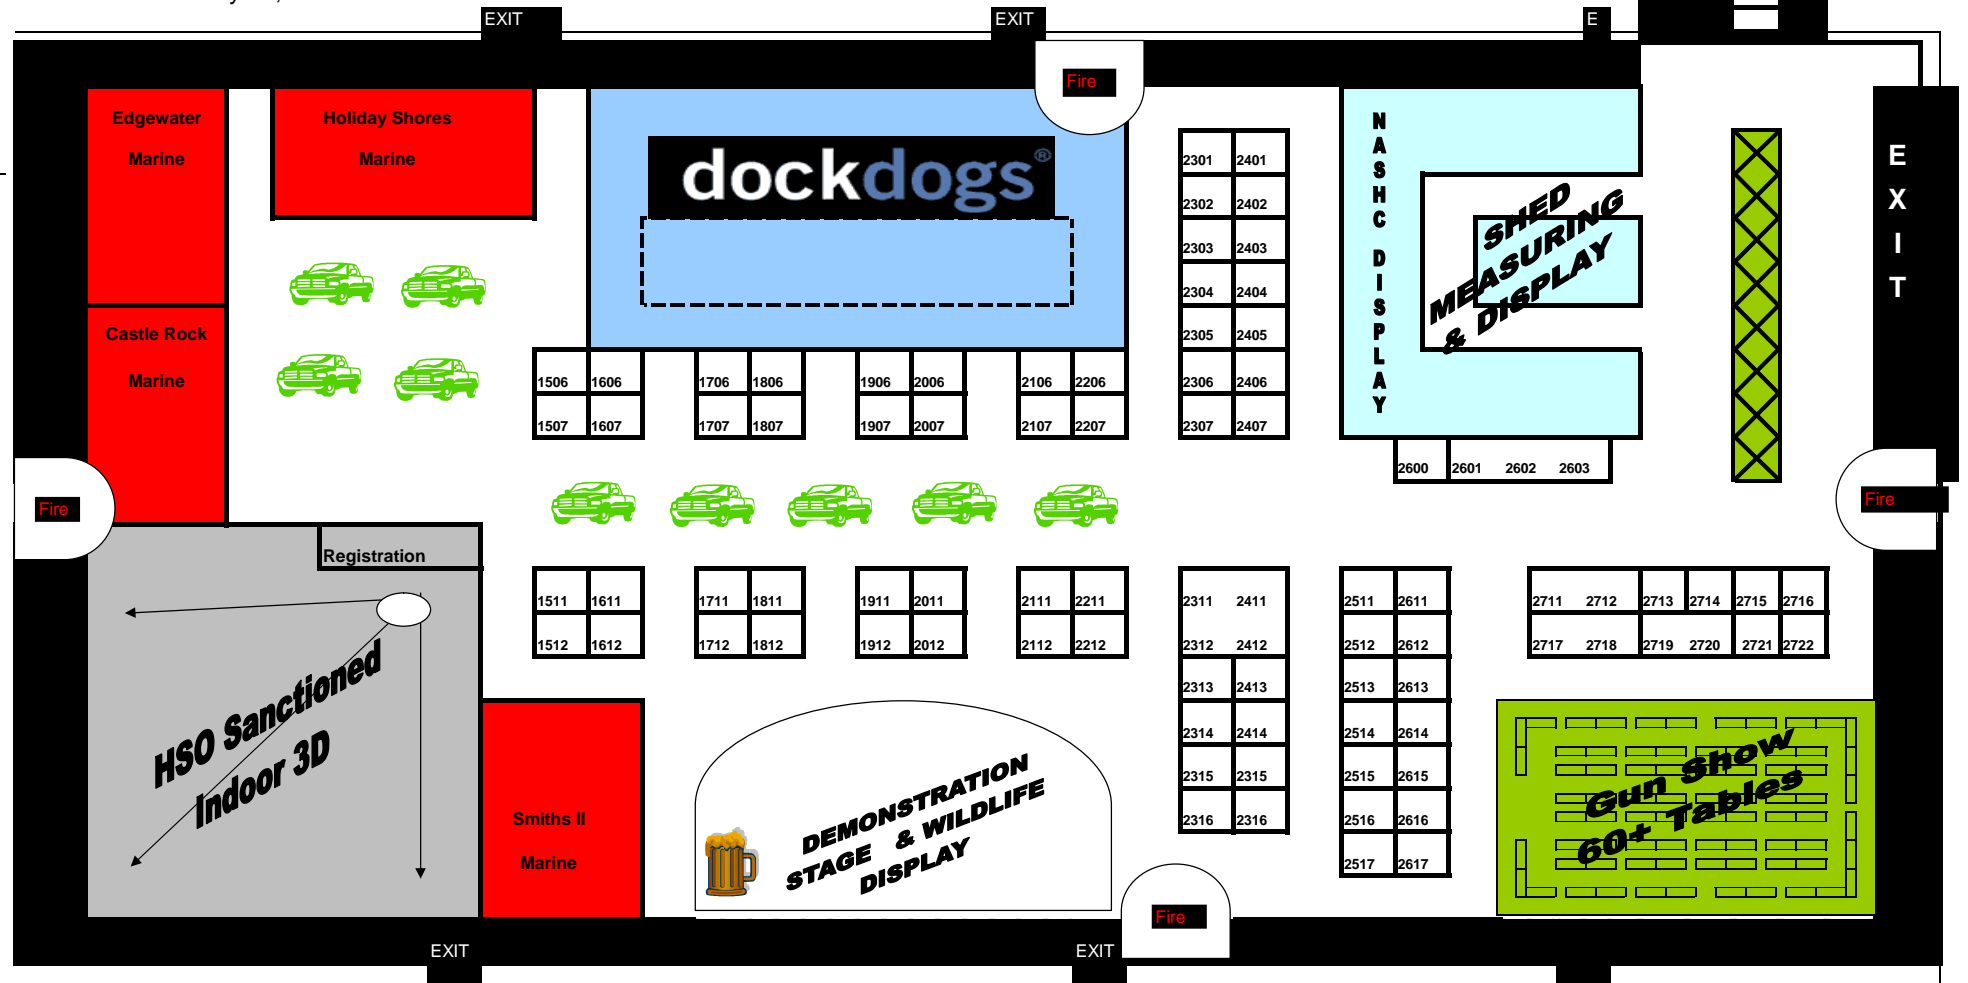 EXIT
EXIT
E
Fire
Edgewater
Marine
Holiday Shores
Marine
dockdogs®
NASHC DISPLAY
SHED
MEASURING
& DISPLAY
EXIT
2301 2401
2302 2402
2303 2403
2304 2404
2305 2405
2306 2406
2307 2407
Castle Rock
Marine
1506 1606 1706 1806 1906 2006 2106 2206
1507 1607 1707 1807 1907 2007 2107 2207
2600 2601 2602 2603
Fire
Fire
Registration
1511 1611 1711 1811 1911 2011 2111 2211 2311 2411 2511 2611 2711 2712 2713 2714 2715 2716
1512 1612 1712 1812 1912 2012 2112 2212 2312 2412 2512 2612 2717 2718 2719 2720 2721 2722
2313 2413 2513 2613
2314 2414 2514 2614
2315 2315 2515 2615
2316 2316 2516 2616
2517 2617
HSO Sanctioned
Indoor 3D
Smiths II
Marine
DEMONSTRATION
STAGE & WILDLIFE
DISPLAY
Gun Show
60+ Tables
Fire
EXIT
EXIT